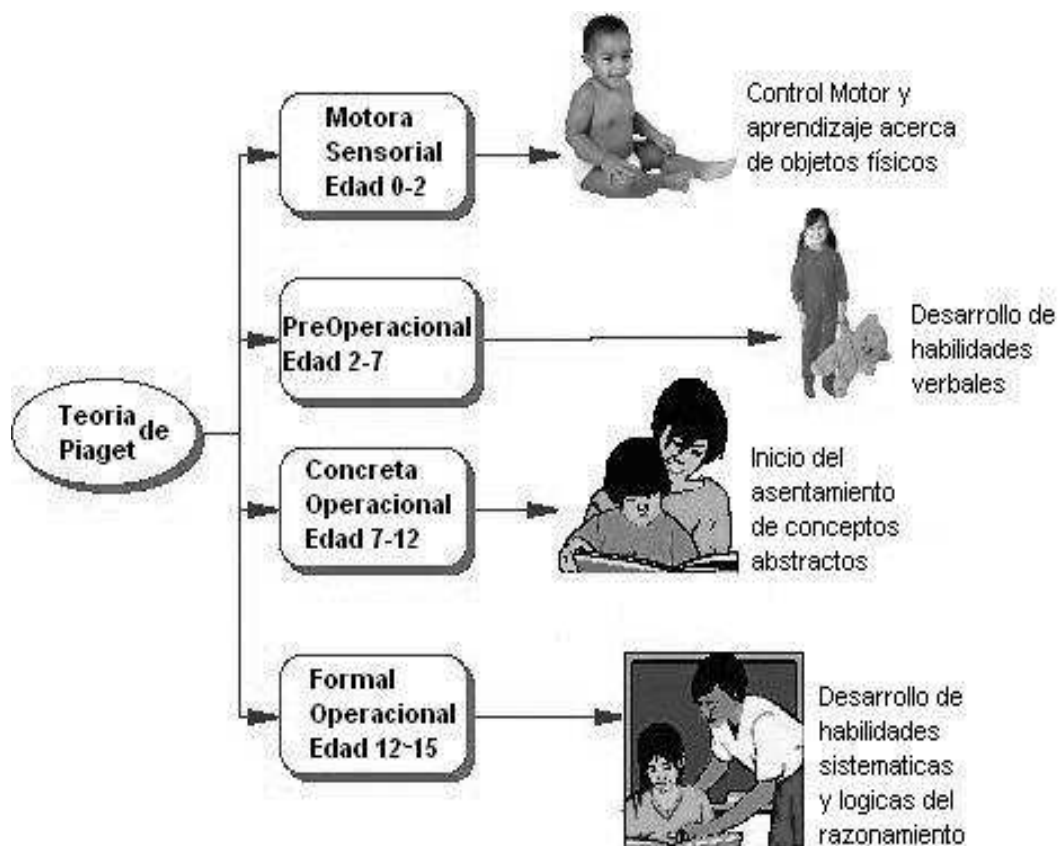 Teoria de
Piaget
Motora
Sensorial
Edad 0-2
Control Motor y
aprendizaje acerca
de objetos físicos
PreOperacional
Edad 2-7
Desarrollo de
habilidades
verbales
Concreta
Operacional
Edad 7-12
Inicio del
asentamiento
de conceptos
abstractos
Formal
Operacional
Edad 12~15
Desarrollo de
habilidades
sistematicas
y logicas del
razonamiento